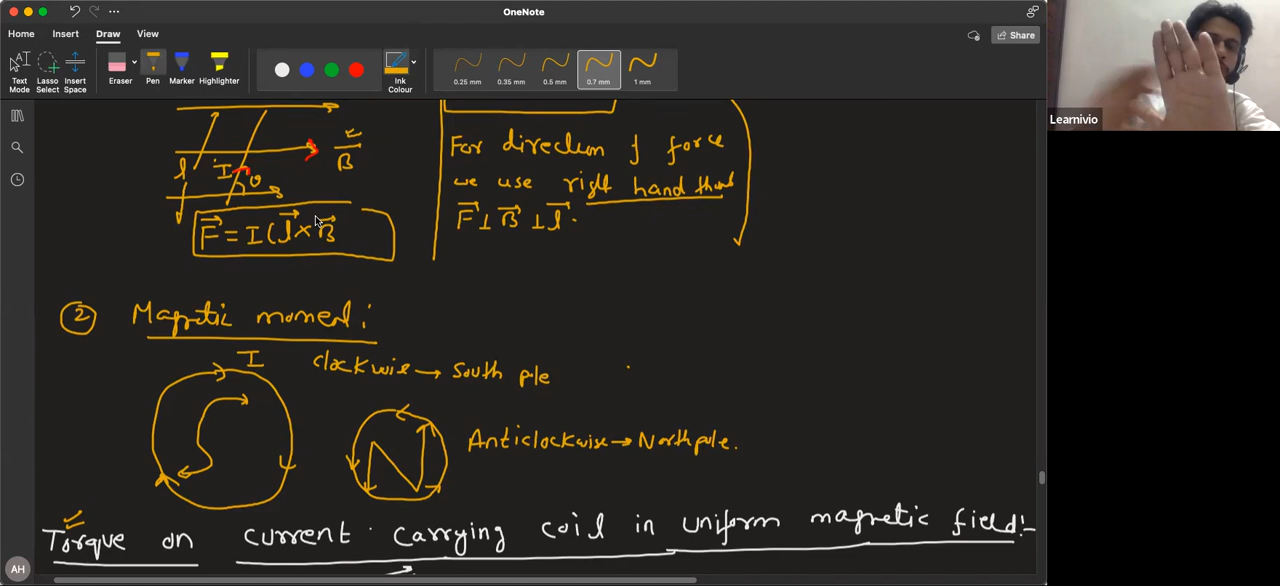 OneNote
Home Insert Draw View
Share
Text Mode
Lasso Select
Insert Space
Eraser
Pen
Marker
Highlighter
Ink Colour
0.25 mm
0.35 mm
0.5 mm
0.7 mm
1 mm
Learnivio
l
I
θ
B
F = I (l × B
For direction of force
we use right hand thumb
F ⊥ B ⊥ l.
② Magnetic moment :
I
clockwise → South pole
S
N
Anticlockwise → North pole.
Torque on current carrying coil in uniform magnetic field :-
AH